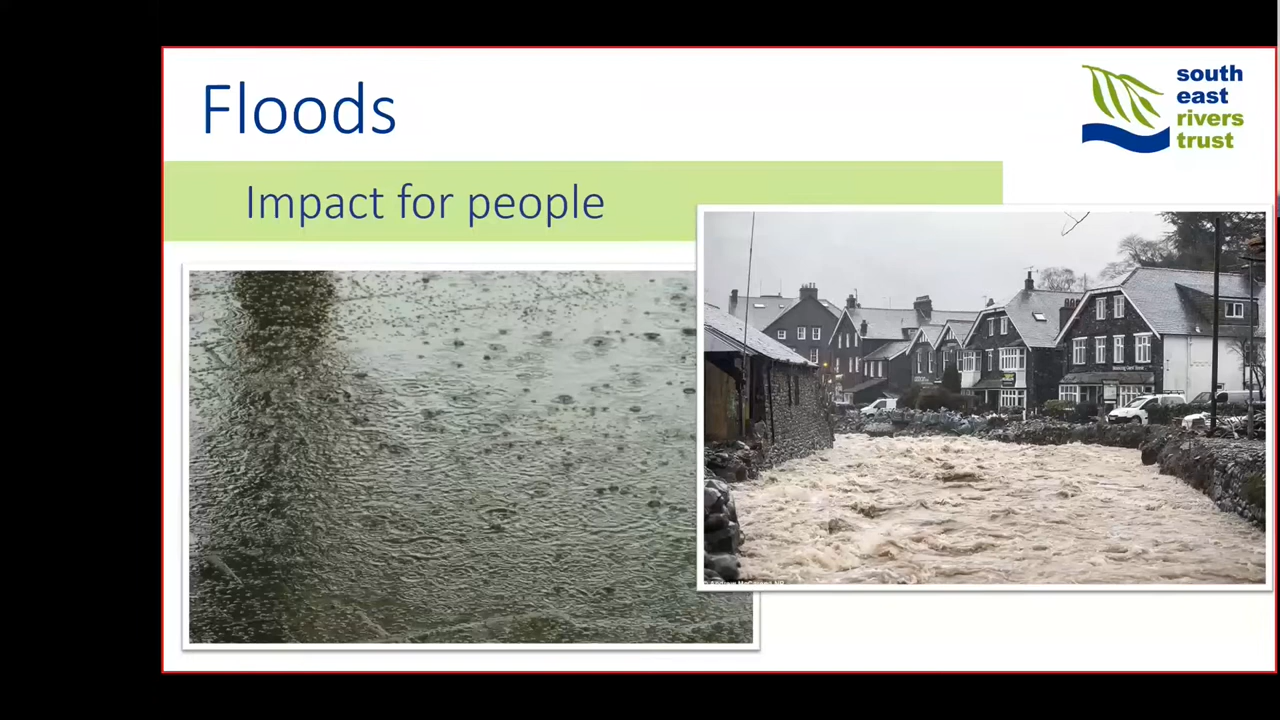 Floods
south
east
rivers
trust
Impact for people